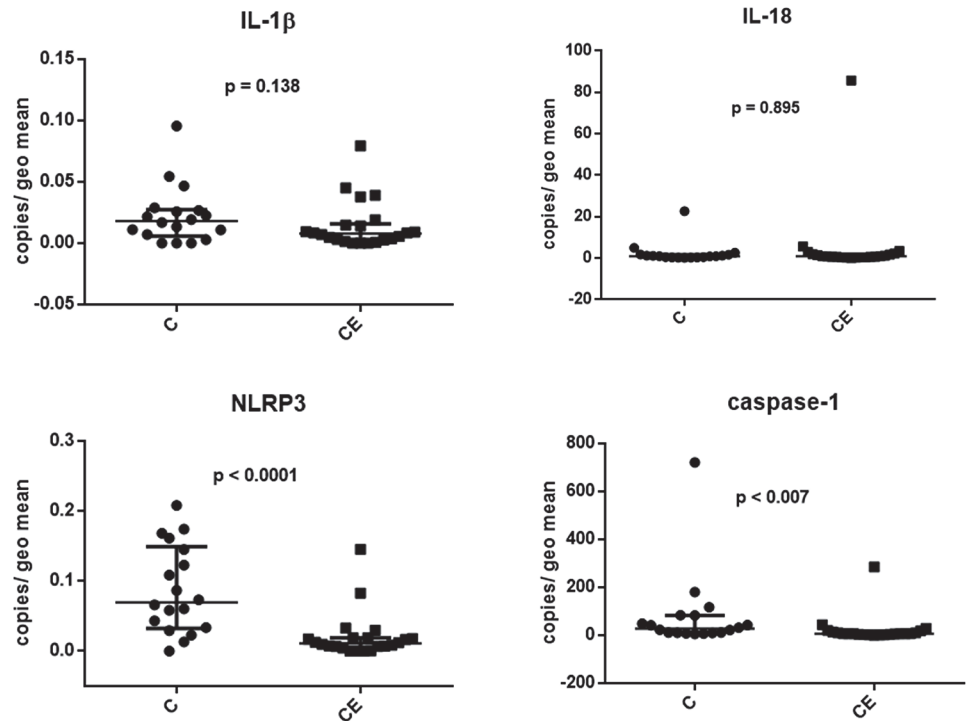 IL-1β
copies/ geo mean
0.15
0.10
0.05
0.00
-0.05
p = 0.138
C
CE
IL-18
copies/ geo mean
100
80
60
40
20
0
-20
p = 0.895
C
CE
NLRP3
copies/ geo mean
0.3
0.2
0.1
0.0
p < 0.0001
C
CE
caspase-1
copies/ geo mean
800
600
400
200
0
-200
p < 0.007
C
CE